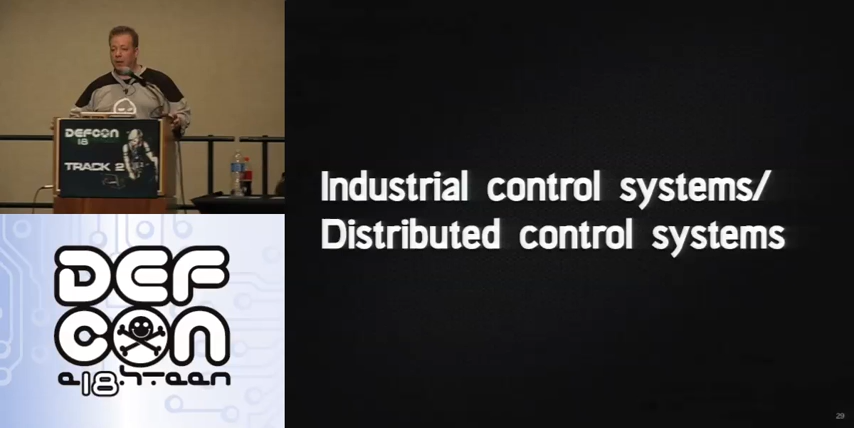 DEFCON
18
TRACK 2
DEF
CON
e18hteen
Industrial control systems/
Distributed control systems
29